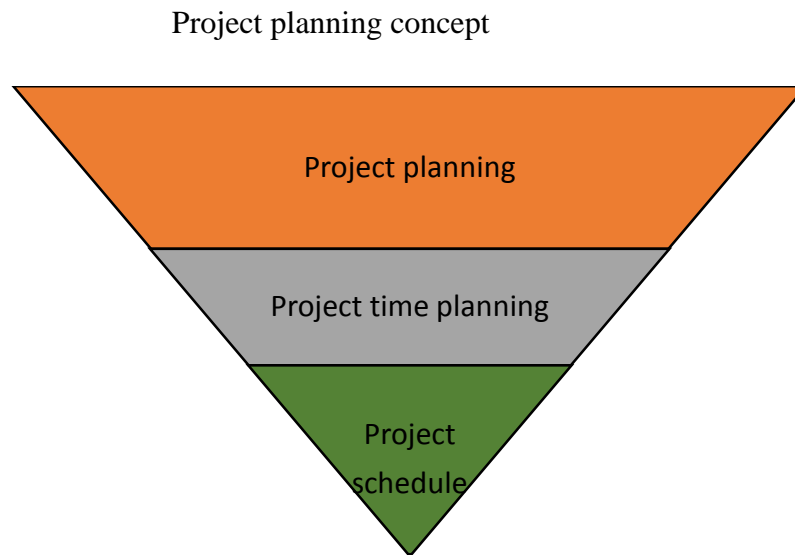 Project planning concept
Project planning
Project time planning
Project
schedule